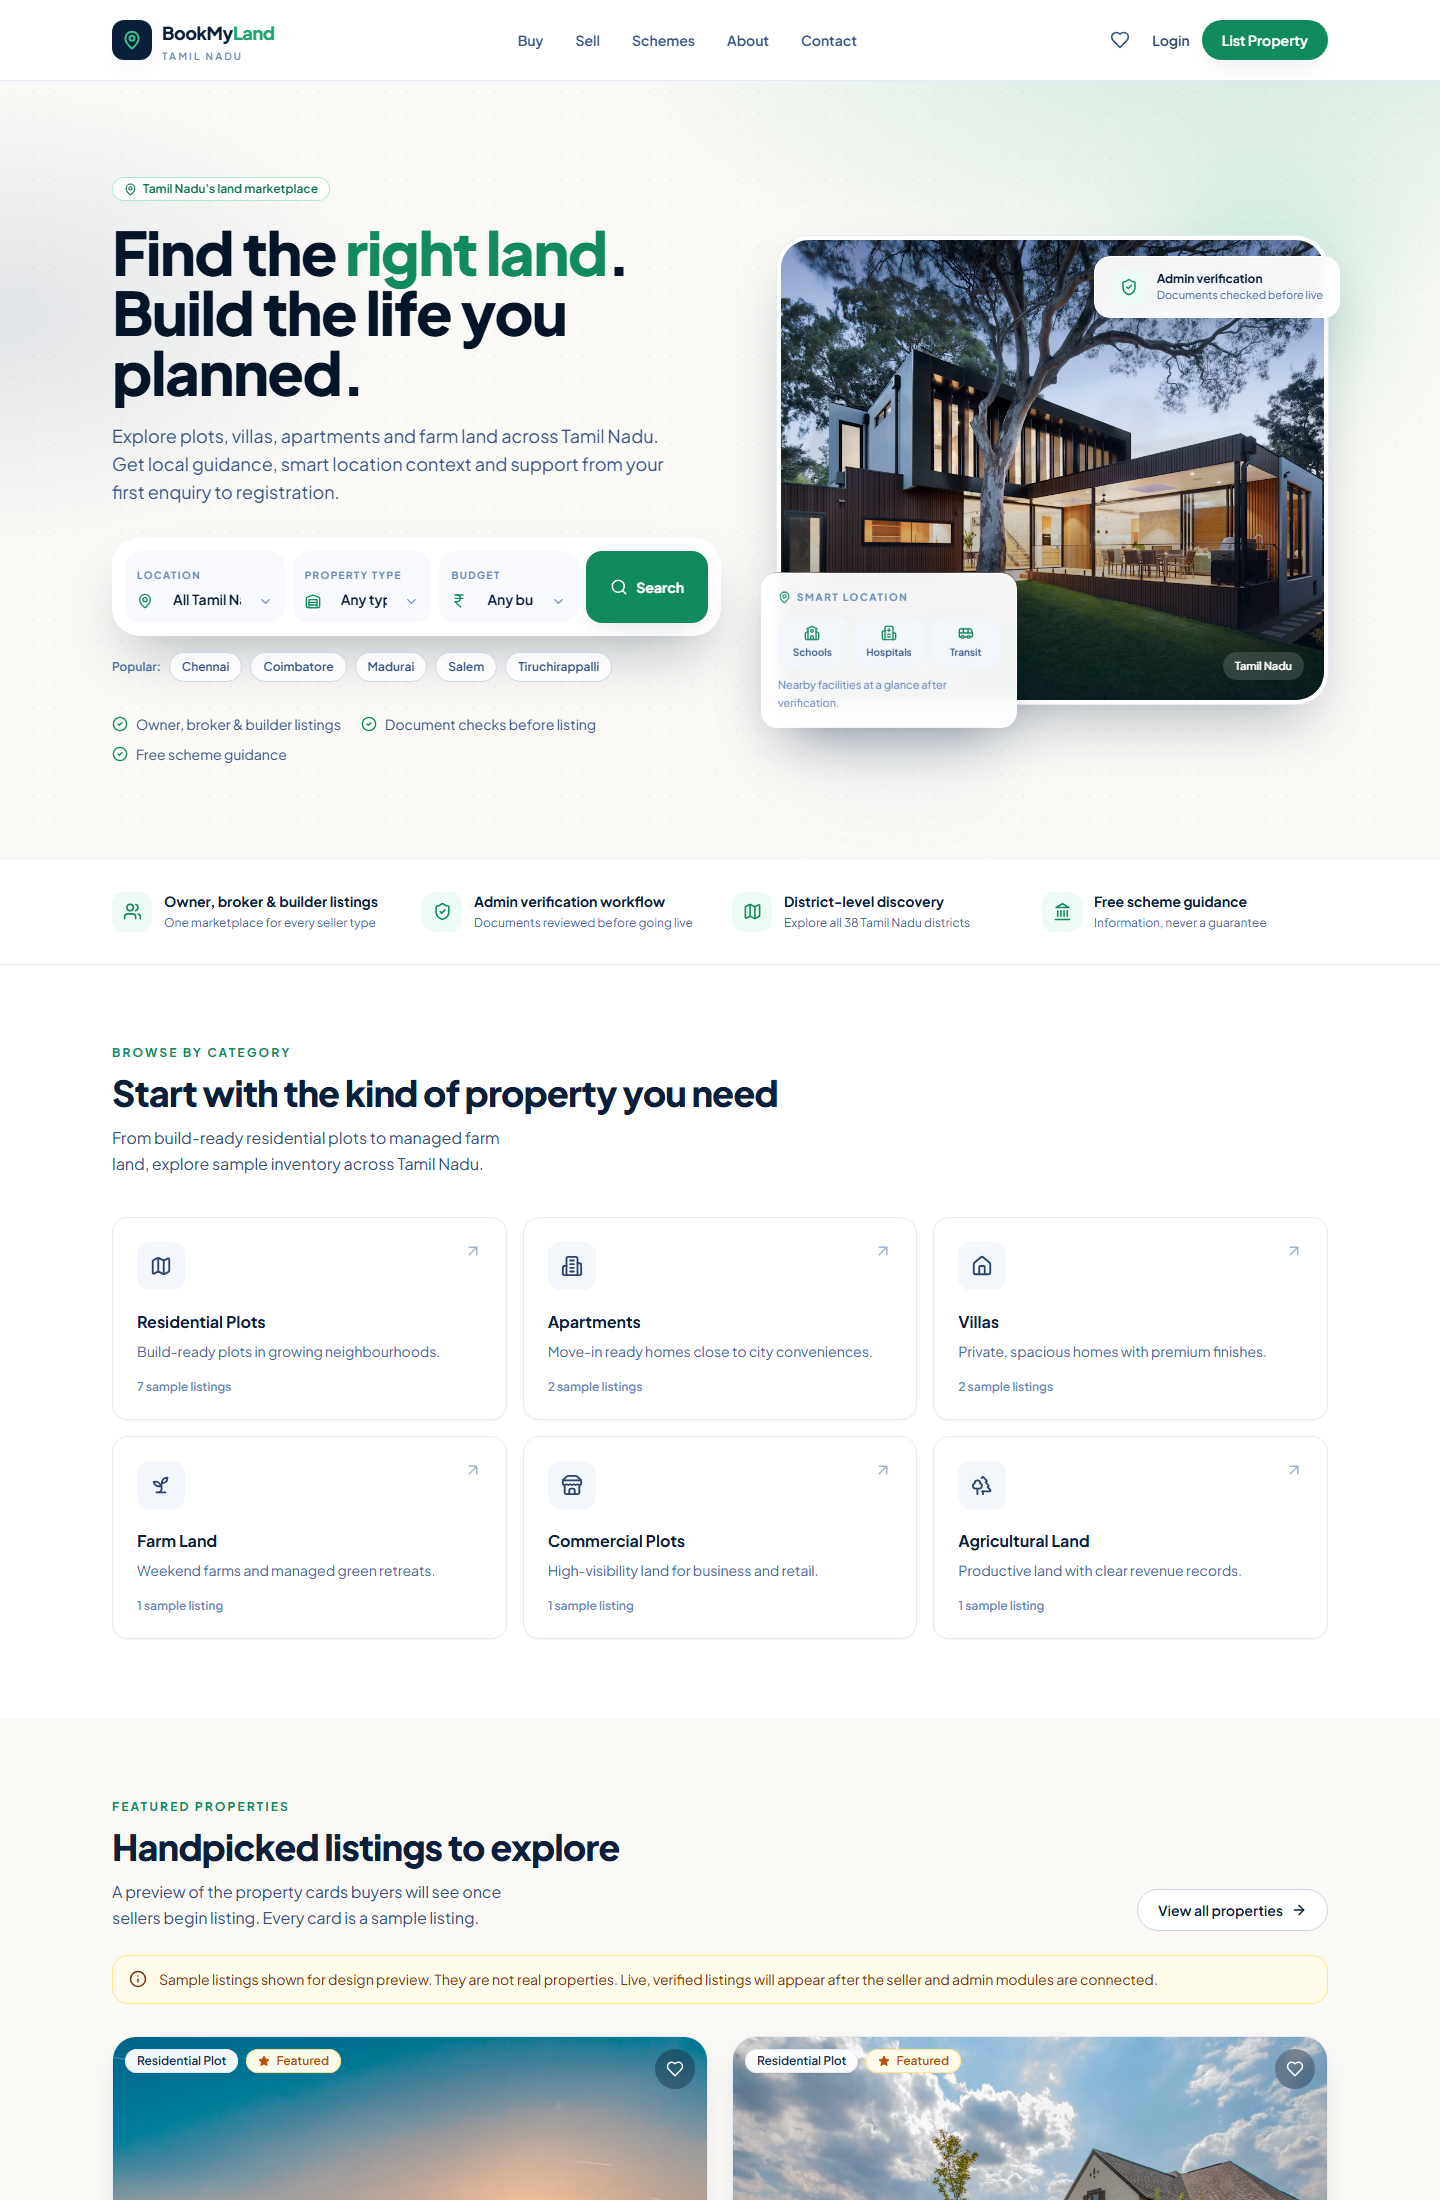 BookMyLand
TAMIL NADU
Buy
Sell
Schemes
About
Contact
Login
List Property
Tamil Nadu's land marketplace
Find the right land.
Build the life you
planned.
Explore plots, villas, apartments and farm land across Tamil Nadu.
Get local guidance, smart location context and support from your
first enquiry to registration.
LOCATION
All Tamil Na
PROPERTY TYPE
Any typ
BUDGET
Any bu
Search
Popular:
Chennai
Coimbatore
Madurai
Salem
Tiruchirappalli
Owner, broker & builder listings
Document checks before listing
Free scheme guidance
Admin verification
Documents checked before live
SMART LOCATION
Schools
Hospitals
Transit
Nearby facilities at a glance after
verification.
Tamil Nadu
Owner, broker & builder listings
One marketplace for every seller type
Admin verification workflow
Documents reviewed before going live
District-level discovery
Explore all 38 Tamil Nadu districts
Free scheme guidance
Information, never a guarantee
BROWSE BY CATEGORY
Start with the kind of property you need
From build-ready residential plots to managed farm
land, explore sample inventory across Tamil Nadu.
Residential Plots
Build-ready plots in growing neighbourhoods.
7 sample listings
Apartments
Move-in ready homes close to city conveniences.
2 sample listings
Villas
Private, spacious homes with premium finishes.
2 sample listings
Farm Land
Weekend farms and managed green retreats.
1 sample listing
Commercial Plots
High-visibility land for business and retail.
1 sample listing
Agricultural Land
Productive land with clear revenue records.
1 sample listing
FEATURED PROPERTIES
Handpicked listings to explore
A preview of the property cards buyers will see once
sellers begin listing. Every card is a sample listing.
View all properties
Sample listings shown for design preview. They are not real properties. Live, verified listings will appear after the seller and admin modules are connected.
Residential Plot
Featured
Residential Plot
Featured